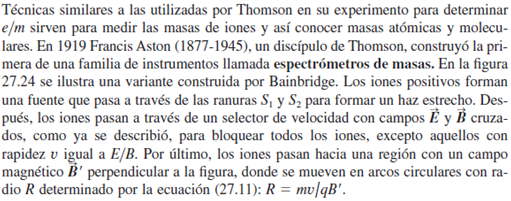 Técnicas similares a las utilizadas por Thomson en su experimento para determinar
e/m sirven para medir las masas de iones y así conocer masas atómicas y molecu-
lares. En 1919 Francis Aston (1877-1945), un discípulo de Thomson, construyó la pri-
mera de una familia de instrumentos llamada espectrómetros de masas. En la figura
27.24 se ilustra una variante construida por Bainbridge. Los iones positivos forman
una fuente que pasa a través de las ranuras S₁ y S₂ para formar un haz estrecho. Des-
pués, los iones pasan a través de un selector de velocidad con campos E⃗ y B⃗ cruza-
dos, como ya se describió, para bloquear todos los iones, excepto aquellos con
rapidez v igual a E/B. Por último, los iones pasan hacia una región con un campo
magnético B⃗′ perpendicular a la figura, donde se mueven en arcos circulares con ra-
dio R determinado por la ecuación (27.11): R = mv/qB′.